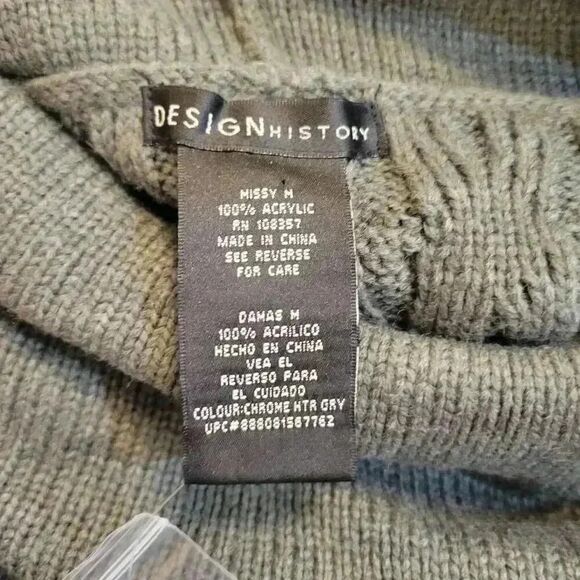 DESIGNHISTORY
MISSY M
100% ACRYLIC
RN 108357
MADE IN CHINA
SEE REVERSE
FOR CARE
DAMAS M
100% ACRILICO
HECHO EN CHINA
VEA EL
REVERSO PARA
EL CUIDADO
COLOUR:CHROME HTR GRY
UPC#888081587762